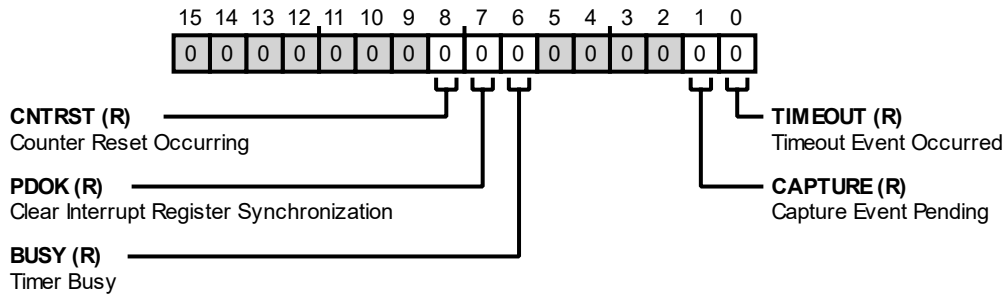 15 14 13 12 11 10 9 8 7 6 5 4 3 2 1 0
0 0 0 0 0 0 0 0 0 0 0 0 0 0 0 0
CNTRST (R)
Counter Reset Occurring
PDOK (R)
Clear Interrupt Register Synchronization
BUSY (R)
Timer Busy
TIMEOUT (R)
Timeout Event Occurred
CAPTURE (R)
Capture Event Pending